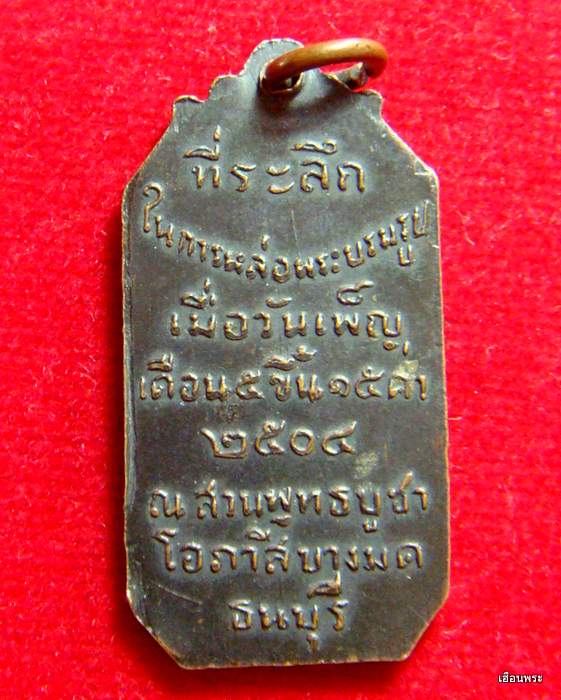 ที่ระลึก
ในการหล่อพระบรมรูป
เมื่อวันเพ็ญ
เดือน๕ขึ้น๑๕ค่ำ
๒๕๐๔
ณสวนพุทธบูชา
โอภาสีบางมด
ธนบุรี
เฮือนพระ